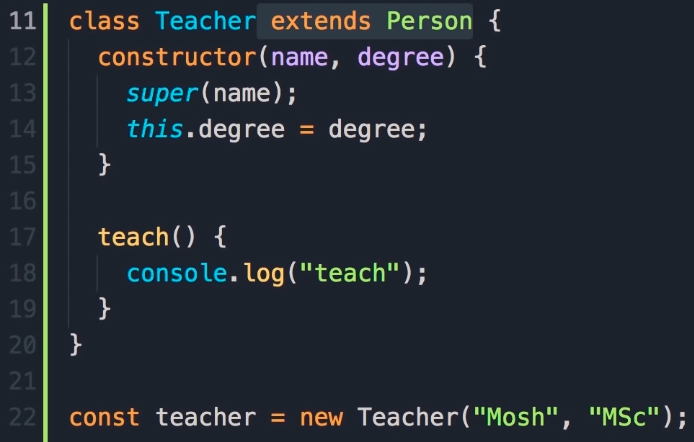 11 class Teacher extends Person {
12   constructor(name, degree) {
13     super(name);
14     this.degree = degree;
15   }
16
17   teach() {
18     console.log("teach");
19   }
20 }
21
22 const teacher = new Teacher("Mosh", "MSc");